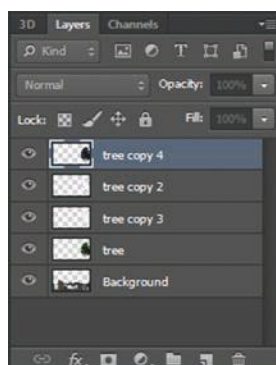 3D Layers Channels
Kind T
Normal Opacity: 100%
Lock: Fill: 100%
tree copy 4
tree copy 2
tree copy 3
tree
Background
fx.